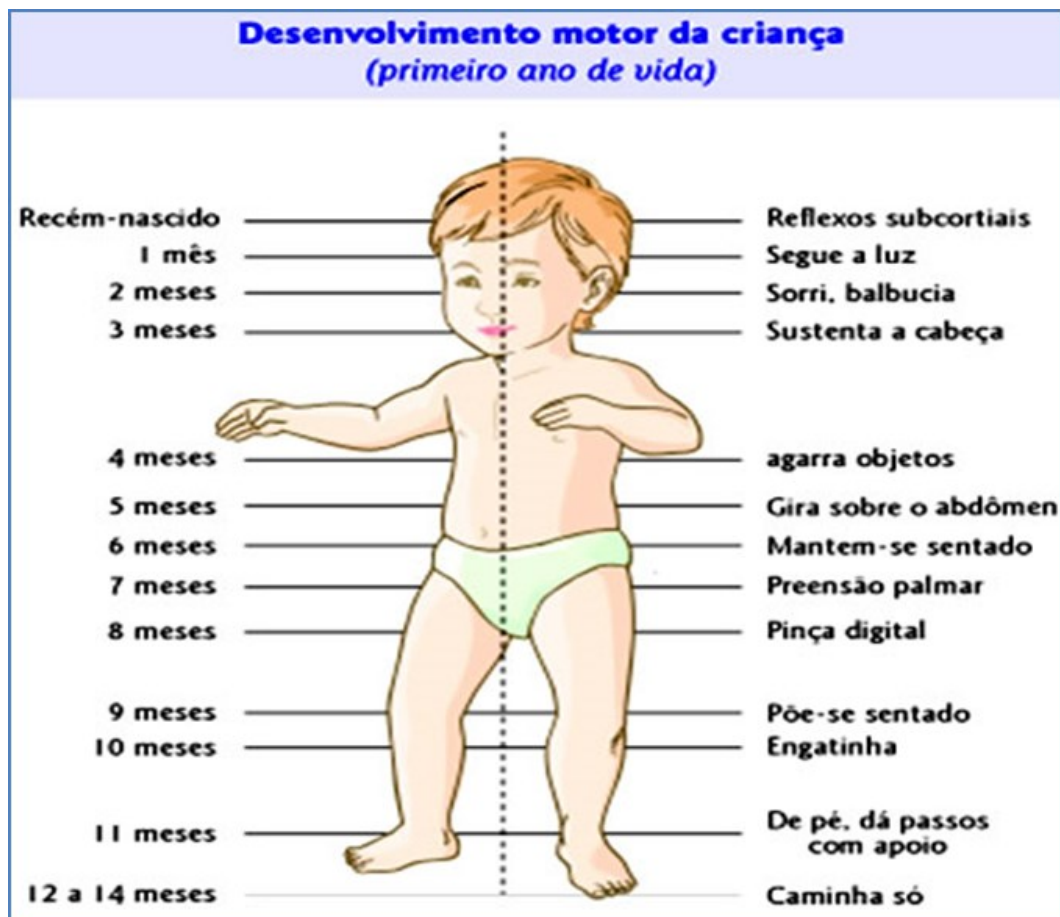 Desenvolvimento motor da criança
(primeiro ano de vida)
Recém-nascido Reflexos subcortiais
1 mês Segue a luz
2 meses Sorri, balbucia
3 meses Sustenta a cabeça
4 meses agarra objetos
5 meses Gira sobre o abdômen
6 meses Mantem-se sentado
7 meses Preensão palmar
8 meses Pinça digital
9 meses Põe-se sentado
10 meses Engatinha
11 meses De pé, dá passos
com apoio
12 a 14 meses Caminha só